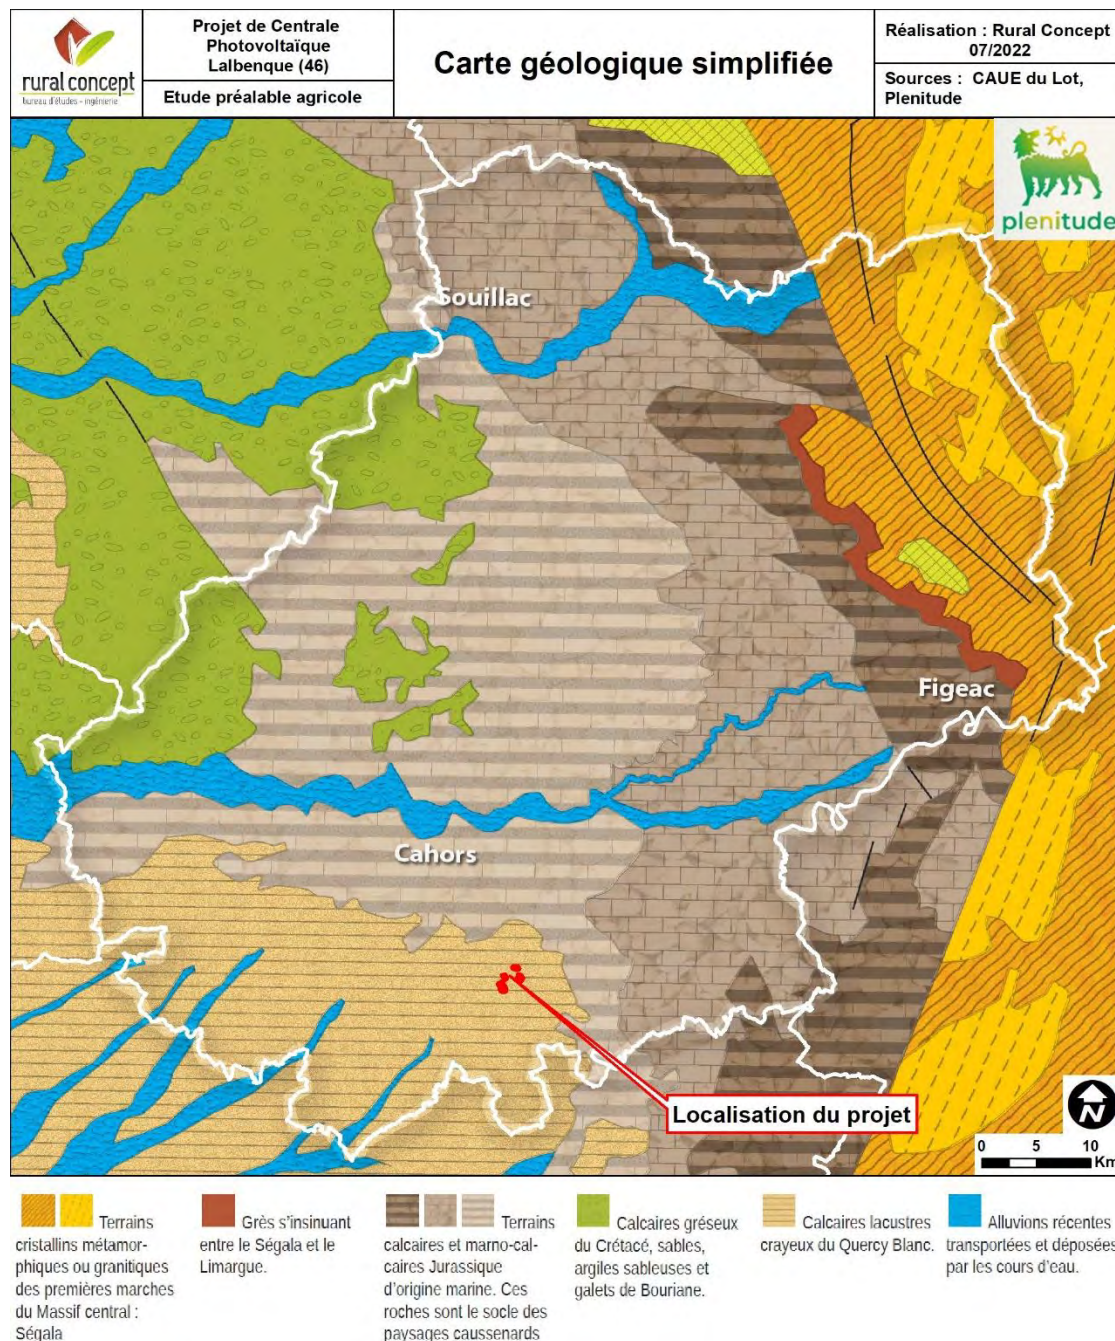 rural concept
bureau d'études - ingénierie
Projet de Centrale
Photovoltaïque
Lalbenque (46)
Etude préalable agricole
Carte géologique simplifiée
Réalisation : Rural Concept
07/2022
Sources : CAUE du Lot,
Plenitude
plenitude
Souillac
Figeac
Cahors
Localisation du projet
N
0 5 10
Km
Terrains
cristallins métamor-
phiques ou granitiques
des premières marches
du Massif central :
Ségala
Grès s'insinuant
entre le Ségala et le
Limargue.
Terrains
calcaires et marno-cal-
caires Jurassique
d'origine marine. Ces
roches sont le socle des
paysages caussenards
Calcaires gréseux
du Crétacé, sables,
argiles sableuses et
galets de Bouriane.
Calcaires lacustres
crayeux du Quercy Blanc.
Alluvions récentes
transportées et déposées
par les cours d'eau.